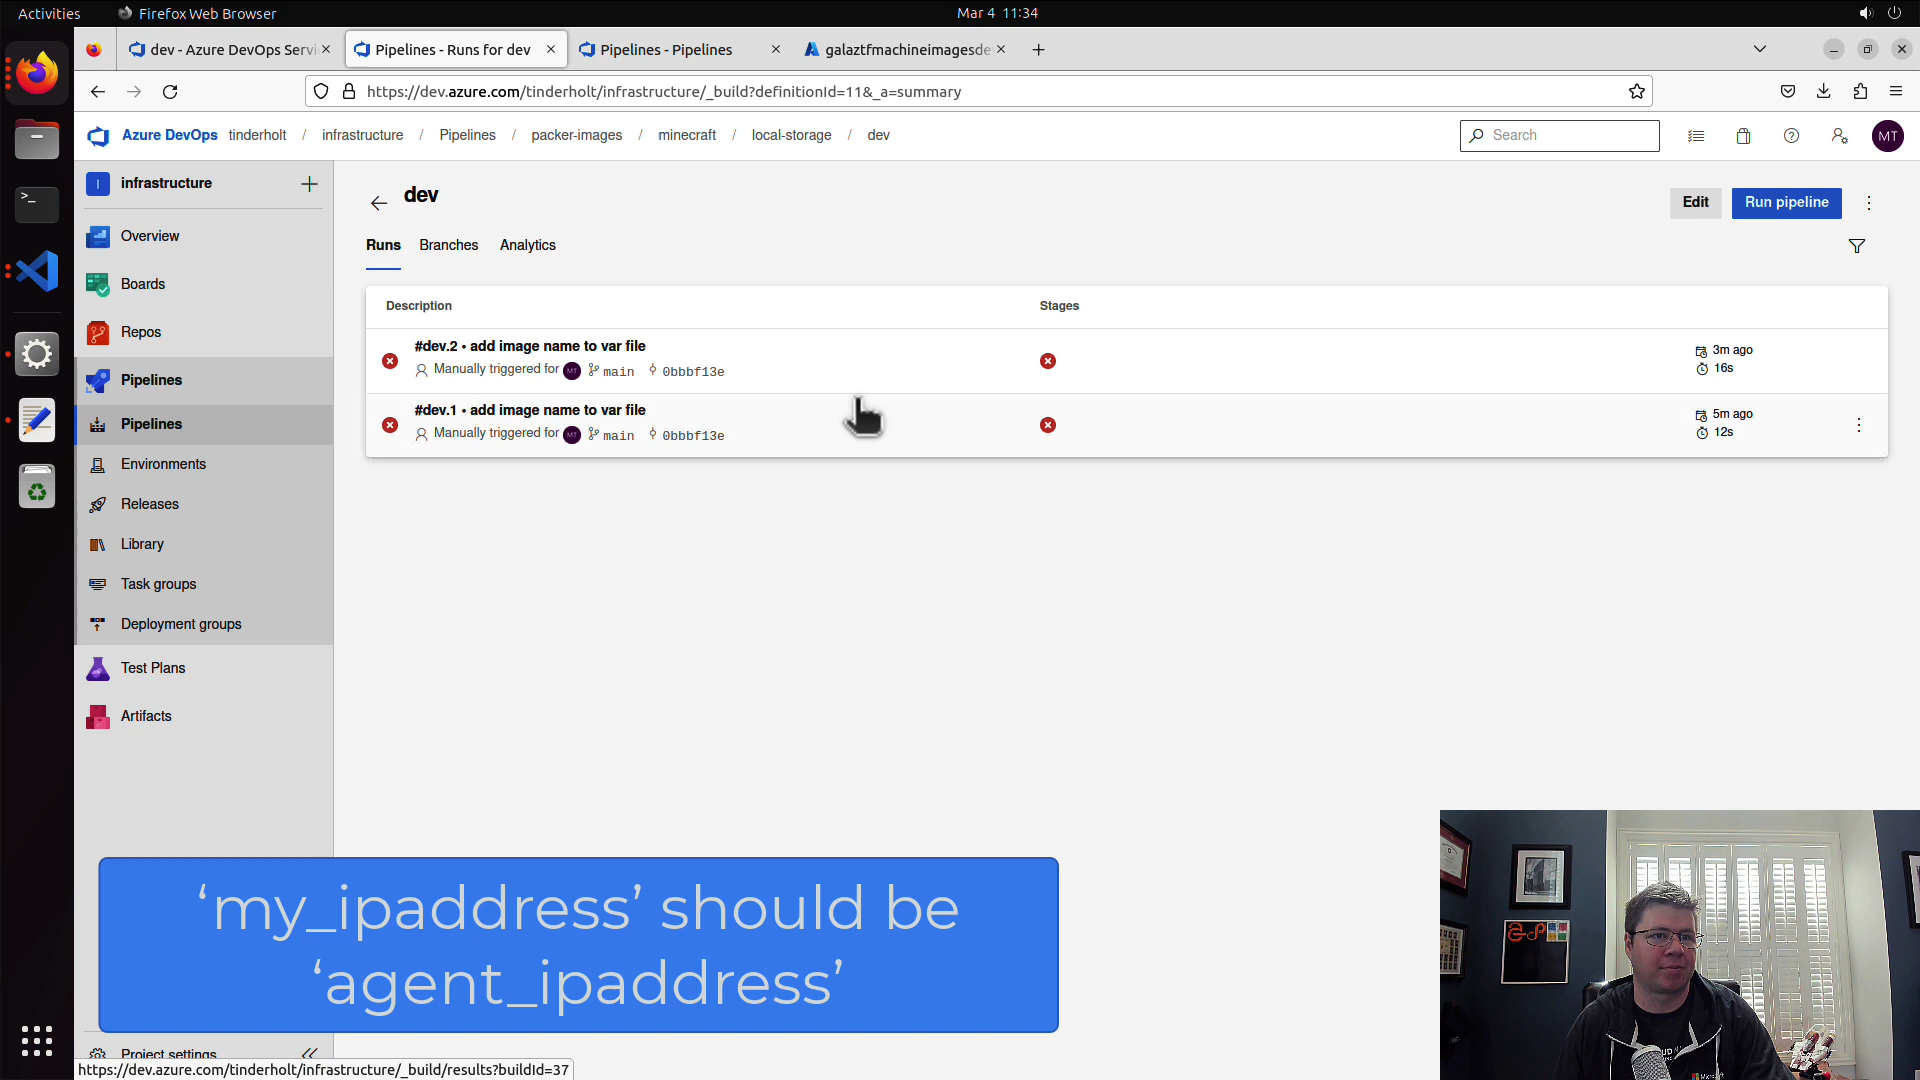 Activities
Firefox Web Browser
Mar 4 11:34
dev - Azure DevOps Servi
Pipelines - Runs for dev
Pipelines - Pipelines
galaztfmachineimagesde
https://dev.azure.com/tinderholt/infrastructure/_build?definitionId=11&_a=summary
Azure DevOps tinderholt / infrastructure / Pipelines / packer-images / minecraft / local-storage / dev
Search
MT
I infrastructure
dev
Edit
Run pipeline
Overview
Boards
Repos
Pipelines
Pipelines
Environments
Releases
Library
Task groups
Deployment groups
Test Plans
Artifacts
Project settings
Runs Branches Analytics
Description Stages
#dev.2 • add image name to var file
Manually triggered for MT main 0bbbf13e
3m ago
16s
#dev.1 • add image name to var file
Manually triggered for MT main 0bbbf13e
5m ago
12s
‘my_ipaddress’ should be
‘agent_ipaddress’
https://dev.azure.com/tinderholt/infrastructure/_build/results?buildId=37